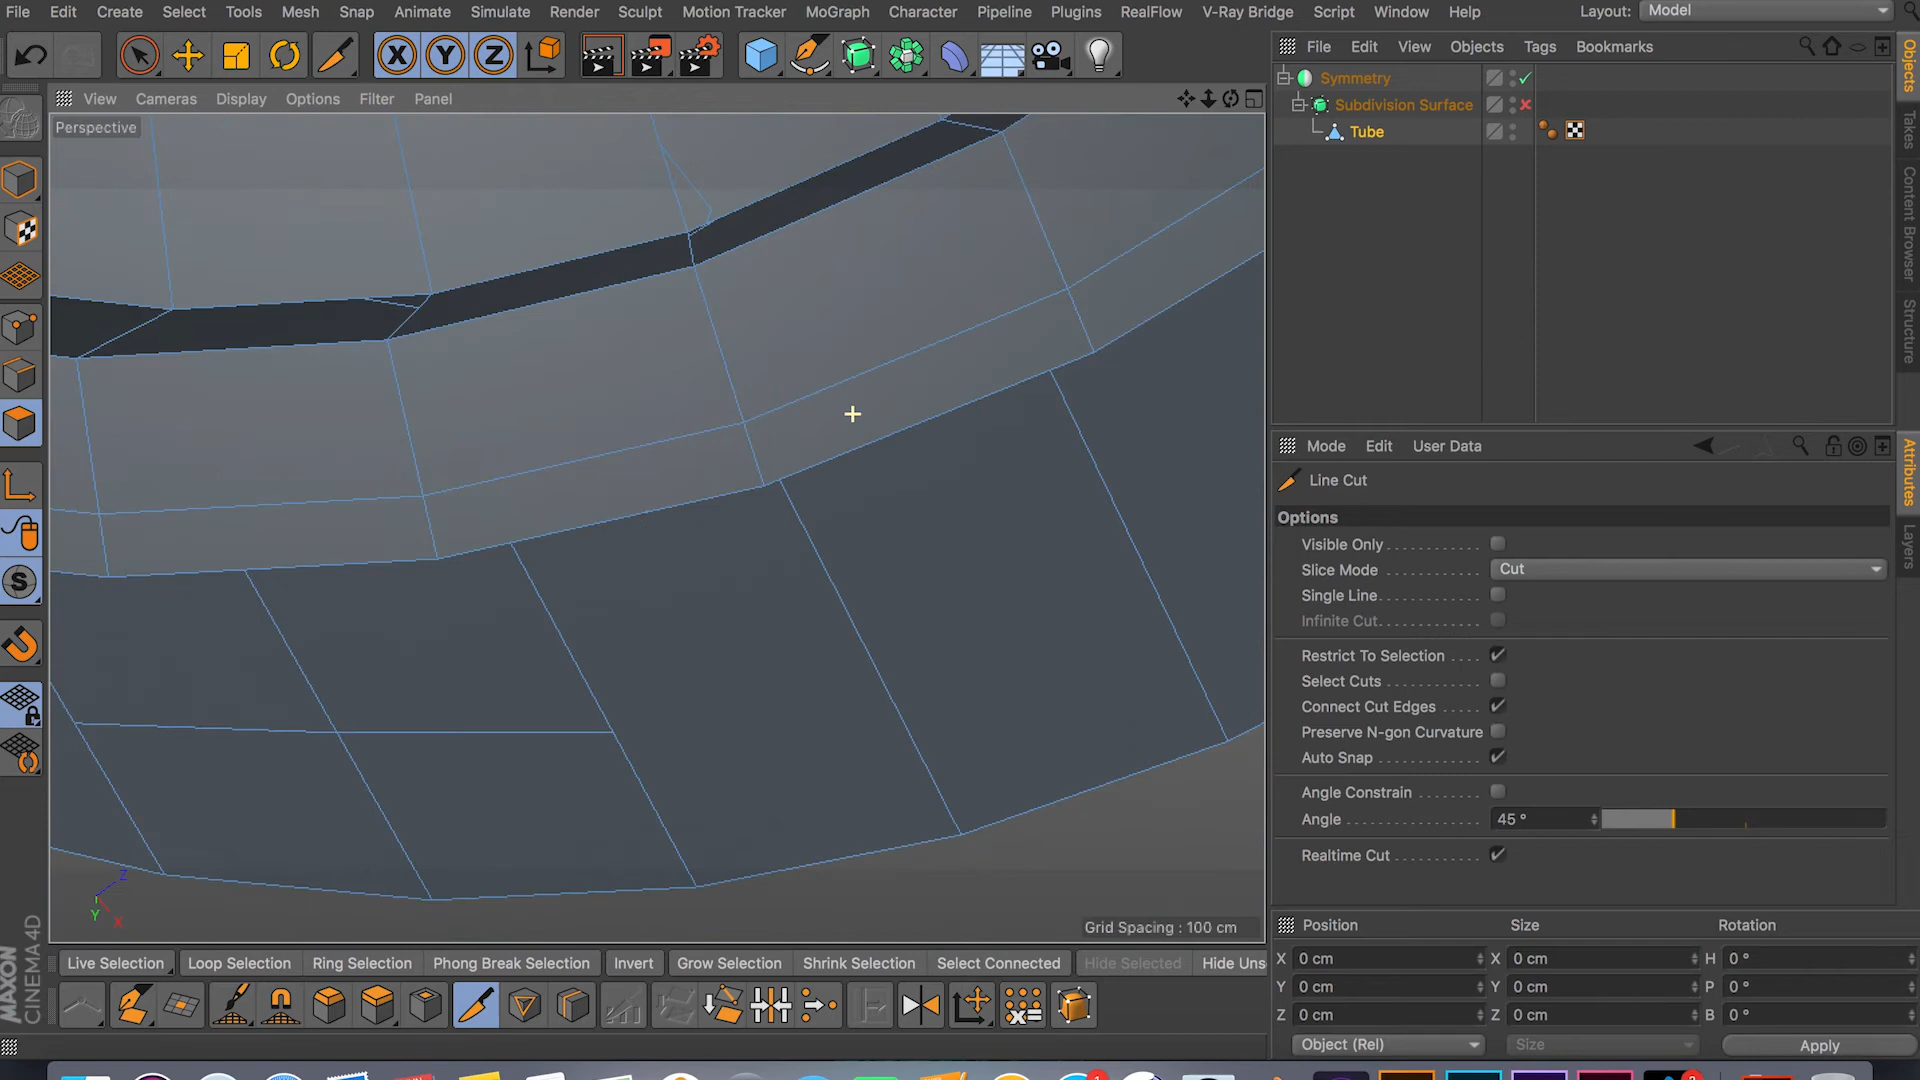 File Edit Create Select Tools Mesh Snap Animate Simulate Render Sculpt Motion Tracker MoGraph Character Pipeline Plugins RealFlow V-Ray Bridge Script Window Help Layout: Model
X Y Z
File Edit View Objects Tags Bookmarks
View Cameras Display Options Filter Panel
Perspective
Symmetry
Subdivision Surface
Tube
Objects
Takes
Content Browser
Structure
Mode Edit User Data
Line Cut
Options
Visible Only
Slice Mode Cut
Single Line
Infinite Cut
Restrict To Selection
Select Cuts
Connect Cut Edges
Preserve N-gon Curvature
Auto Snap
Angle Constrain
Angle 45 °
Realtime Cut
Attributes
Layers
S
Z
Y
X
Grid Spacing : 100 cm
MAXON
CINEMA 4D
Position Size Rotation
X 0 cm X 0 cm H 0 °
Y 0 cm Y 0 cm P 0 °
Z 0 cm Z 0 cm B 0 °
Object (Rel) Size Apply
Live Selection Loop Selection Ring Selection Phong Break Selection Invert Grow Selection Shrink Selection Select Connected Hide Selected Hide Uns